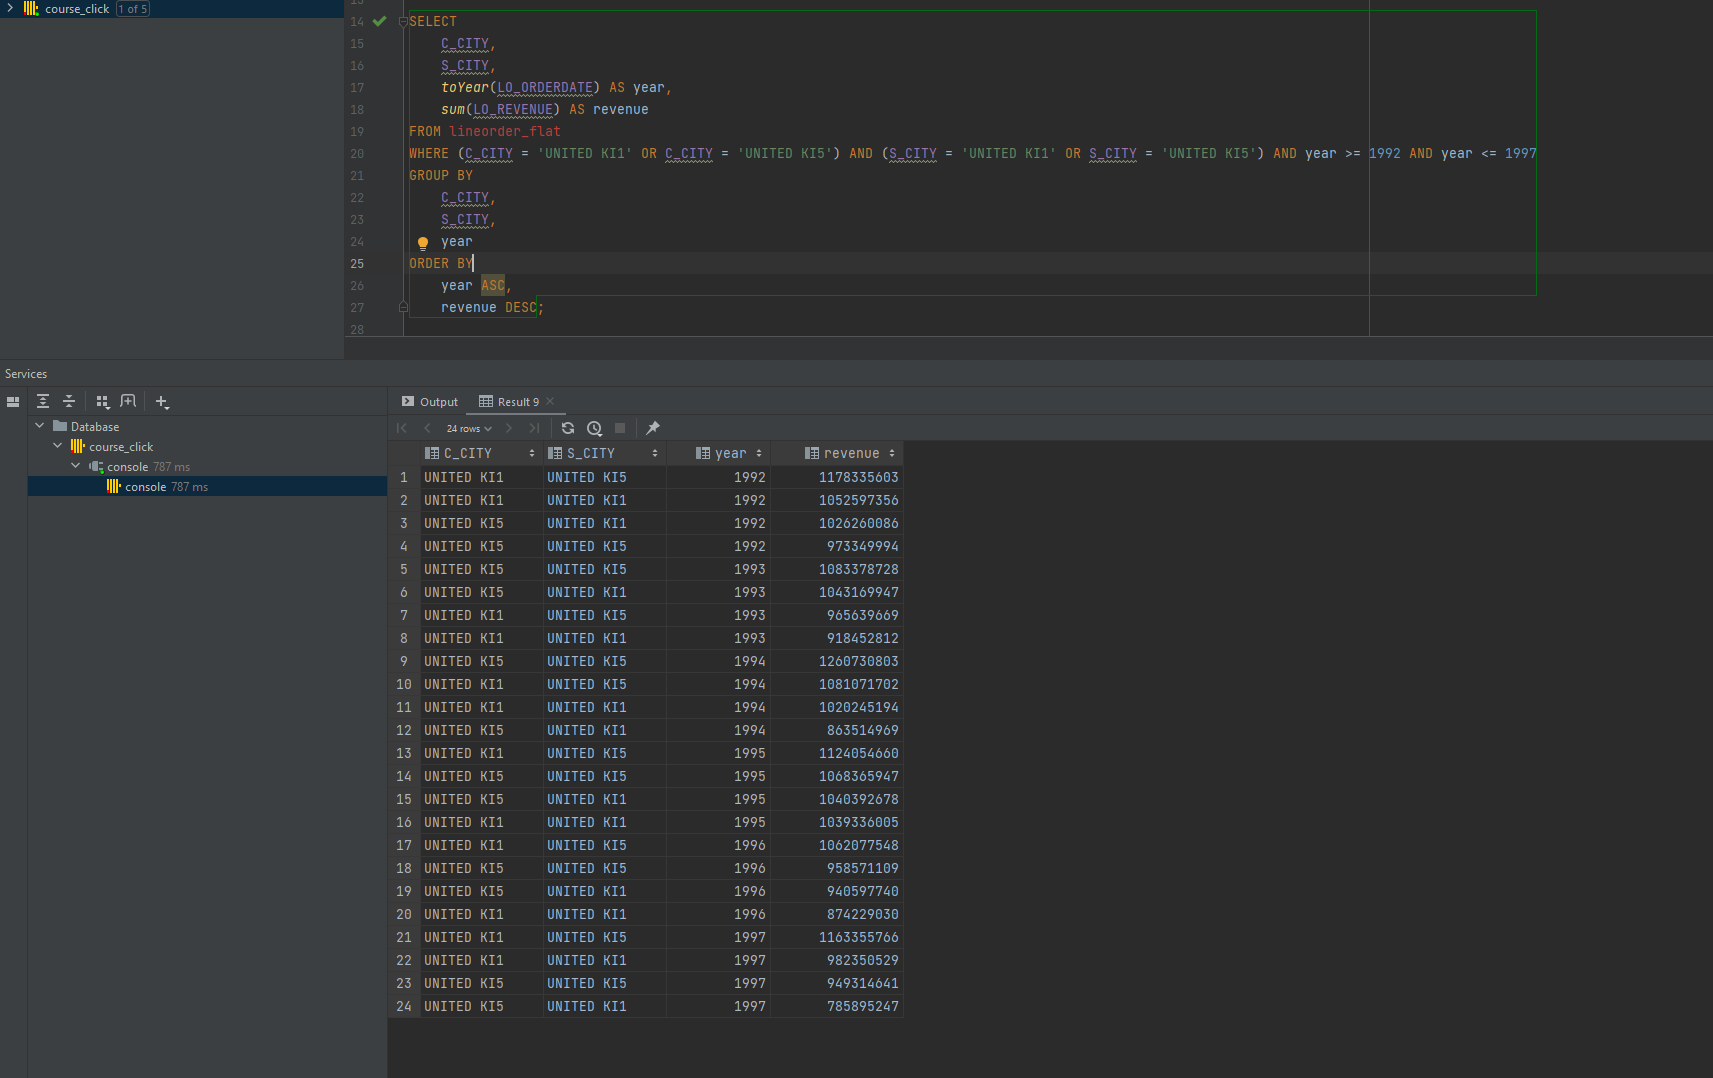 course_click 1 of 5
13
14 SELECT
15 C_CITY,
16 S_CITY,
17 toYear(LO_ORDERDATE) AS year,
18 sum(LO_REVENUE) AS revenue
19 FROM lineorder_flat
20 WHERE (C_CITY = 'UNITED KI1' OR C_CITY = 'UNITED KI5') AND (S_CITY = 'UNITED KI1' OR S_CITY = 'UNITED KI5') AND year >= 1992 AND year <= 1997
21 GROUP BY
22 C_CITY,
23 S_CITY,
24 year
25 ORDER BY
26 year ASC,
27 revenue DESC;
28
Services
Output Result 9
24 rows
Database
course_click
console 787 ms
console 787 ms
C_CITY S_CITY year revenue
1 UNITED KI1 UNITED KI5 1992 1178335603
2 UNITED KI1 UNITED KI1 1992 1052597356
3 UNITED KI5 UNITED KI1 1992 1026260086
4 UNITED KI5 UNITED KI5 1992 973349994
5 UNITED KI5 UNITED KI5 1993 1083378728
6 UNITED KI5 UNITED KI1 1993 1043169947
7 UNITED KI1 UNITED KI5 1993 965639669
8 UNITED KI1 UNITED KI1 1993 918452812
9 UNITED KI5 UNITED KI5 1994 1260730803
10 UNITED KI1 UNITED KI5 1994 1081071702
11 UNITED KI1 UNITED KI1 1994 1020245194
12 UNITED KI5 UNITED KI1 1994 863514969
13 UNITED KI1 UNITED KI5 1995 1124054660
14 UNITED KI5 UNITED KI5 1995 1068365947
15 UNITED KI5 UNITED KI1 1995 1040392678
16 UNITED KI1 UNITED KI1 1995 1039336005
17 UNITED KI1 UNITED KI5 1996 1062077548
18 UNITED KI5 UNITED KI5 1996 958571109
19 UNITED KI5 UNITED KI1 1996 940597740
20 UNITED KI1 UNITED KI1 1996 874229030
21 UNITED KI1 UNITED KI5 1997 1163355766
22 UNITED KI1 UNITED KI1 1997 982350529
23 UNITED KI5 UNITED KI5 1997 949314641
24 UNITED KI5 UNITED KI1 1997 785895247